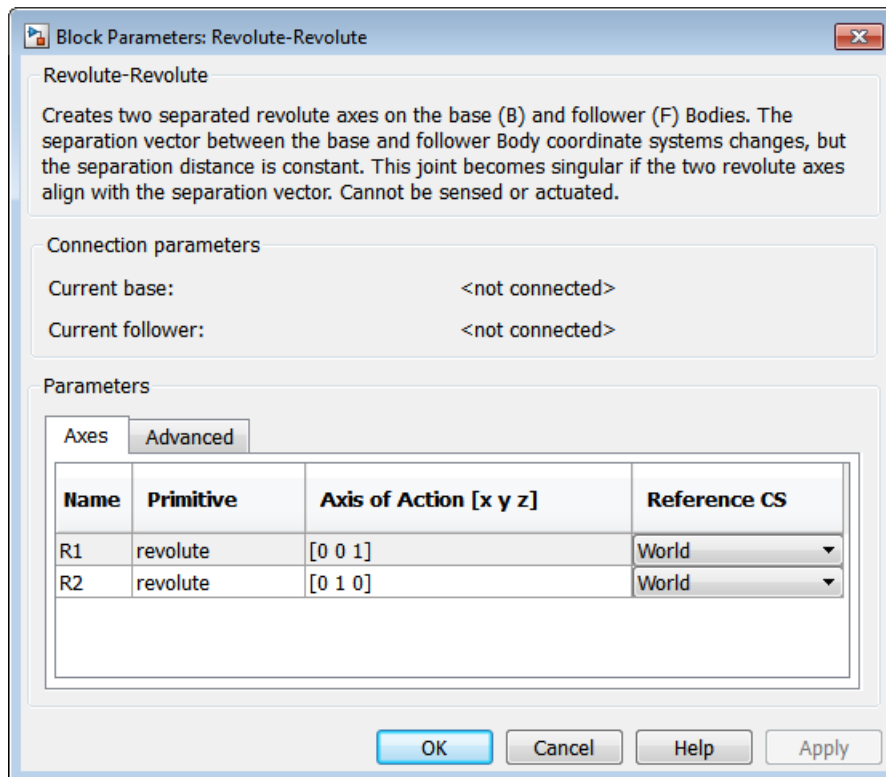 Block Parameters: Revolute-Revolute
Revolute-Revolute
Creates two separated revolute axes on the base (B) and follower (F) Bodies. The
separation vector between the base and follower Body coordinate systems changes, but
the separation distance is constant. This joint becomes singular if the two revolute axes
align with the separation vector. Cannot be sensed or actuated.
Connection parameters
Current base: <not connected>
Current follower: <not connected>
Parameters
Axes Advanced
Name Primitive Axis of Action [x y z] Reference CS
R1 revolute [0 0 1] World
R2 revolute [0 1 0] World
OK Cancel Help Apply